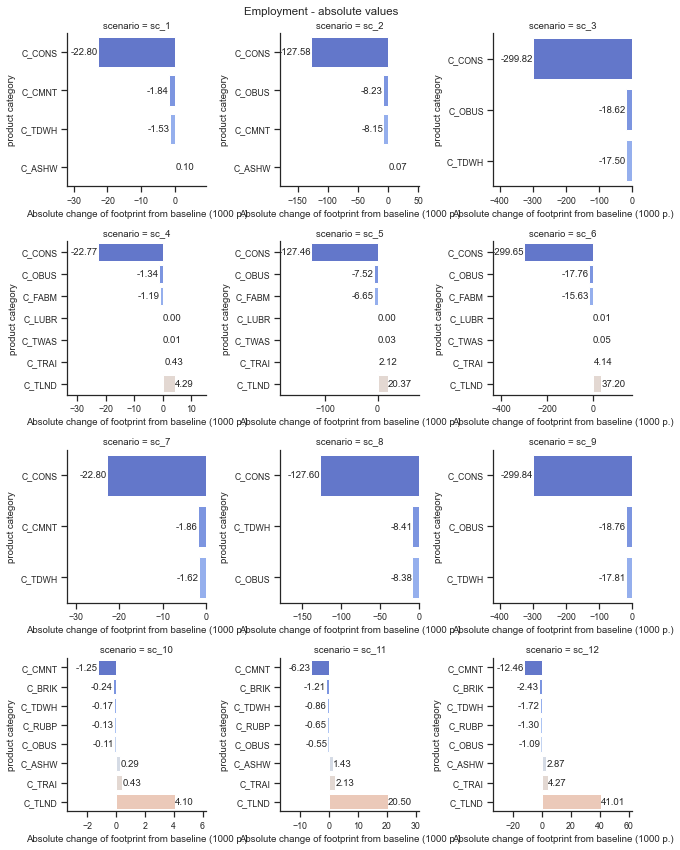 Employment - absolute values
scenario = sc_1
product category
C_CONS -22.80
C_CMNT -1.84
C_TDWH -1.53
C_ASHW 0.10
−30 −20 −10 0
Absolute change of footprint from baseline (1000 p.)
scenario = sc_2
product category
C_CONS -127.58
C_OBUS -8.23
C_CMNT -8.15
C_ASHW 0.07
−150 −100 −50 0 50
Absolute change of footprint from baseline (1000 p.)
scenario = sc_3
product category
C_CONS -299.82
C_OBUS -18.62
C_TDWH -17.50
−400 −300 −200 −100 0
Absolute change of footprint from baseline (1000 p.)
scenario = sc_4
product category
C_CONS -22.77
C_OBUS -1.34
C_FABM -1.19
C_LUBR 0.00
C_TWAS 0.01
C_TRAI 0.43
C_TLND 4.29
−30 −20 −10 0 10
Absolute change of footprint from baseline (1000 p.)
scenario = sc_5
product category
C_CONS -127.46
C_OBUS -7.52
C_FABM -6.65
C_LUBR 0.00
C_TWAS 0.03
C_TRAI 2.12
C_TLND 20.37
−100 0
Absolute change of footprint from baseline (1000 p.)
scenario = sc_6
product category
C_CONS -299.65
C_OBUS -17.76
C_FABM -15.63
C_LUBR 0.01
C_TWAS 0.05
C_TRAI 4.14
C_TLND 37.20
−400 −200 0
Absolute change of footprint from baseline (1000 p.)
scenario = sc_7
product category
C_CONS -22.80
C_CMNT -1.86
C_TDWH -1.62
−30 −20 −10 0
Absolute change of footprint from baseline (1000 p.)
scenario = sc_8
product category
C_CONS -127.60
C_TDWH -8.41
C_OBUS -8.38
−150 −100 −50 0
Absolute change of footprint from baseline (1000 p.)
scenario = sc_9
product category
C_CONS -299.84
C_OBUS -18.76
C_TDWH -17.81
−400 −300 −200 −100 0
Absolute change of footprint from baseline (1000 p.)
scenario = sc_10
product category
C_CMNT -1.25
C_BRIK -0.24
C_TDWH -0.17
C_RUBP -0.13
C_OBUS -0.11
C_ASHW 0.29
C_TRAI 0.43
C_TLND 4.10
−2 0 2 4 6
Absolute change of footprint from baseline (1000 p.)
scenario = sc_11
product category
C_CMNT -6.23
C_BRIK -1.21
C_TDWH -0.86
C_RUBP -0.65
C_OBUS -0.55
C_ASHW 1.43
C_TRAI 2.13
C_TLND 20.50
−10 0 10 20 30
Absolute change of footprint from baseline (1000 p.)
scenario = sc_12
product category
C_CMNT -12.46
C_BRIK -2.43
C_TDWH -1.72
C_RUBP -1.30
C_OBUS -1.09
C_ASHW 2.87
C_TRAI 4.27
C_TLND 41.01
−20 0 20 40 60
Absolute change of footprint from baseline (1000 p.)